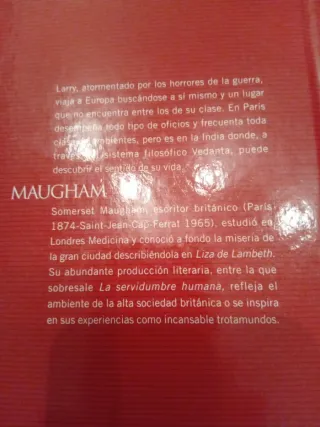 Larry, atormentado por los horrores de la guerra,
viaja a Europa buscándose a sí mismo y un lugar
que no encuentra entre los de su clase. En París
desempeña todo tipo de oficios y frecuenta toda
ambientes, pero es en la India donde, a
sistema filosófico Vedanta, puede
descubrir el sentido de su vida.
MAUGHAM
Somerset Maugham, escritor británico (París
1874-Saint-Jean-Cap-Ferrat 1965), estudió en
Londres Medicina y conoció a fondo la miseria de
la gran ciudad describiéndola en Liza de Lambeth.
Su abundante producción literaria, entre la que
sobresale La servidumbre humana, refleja el
ambiente de la alta sociedad británica o se inspira
en sus experiencias como incansable trotamundos.